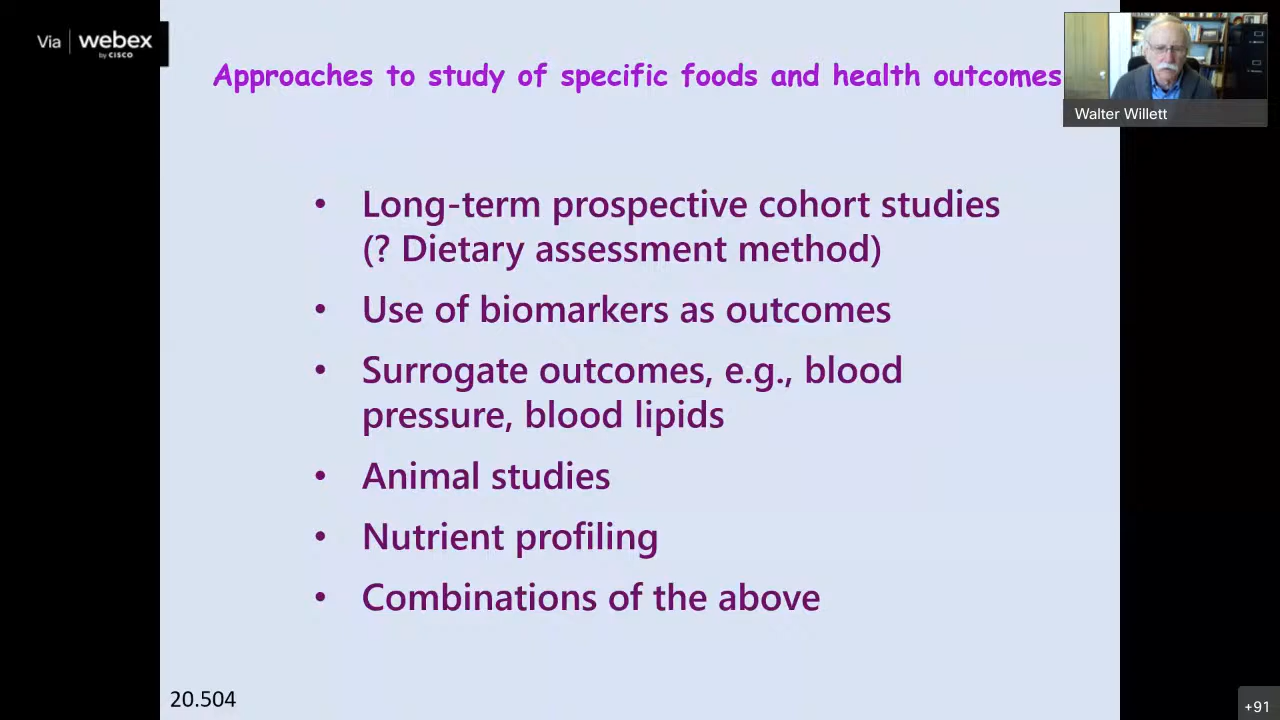 Via webex
by CISCO
Approaches to study of specific foods and health outcomes
Walter Willett
• Long-term prospective cohort studies
(? Dietary assessment method)
• Use of biomarkers as outcomes
• Surrogate outcomes, e.g., blood
pressure, blood lipids
• Animal studies
• Nutrient profiling
• Combinations of the above
20.504
+91